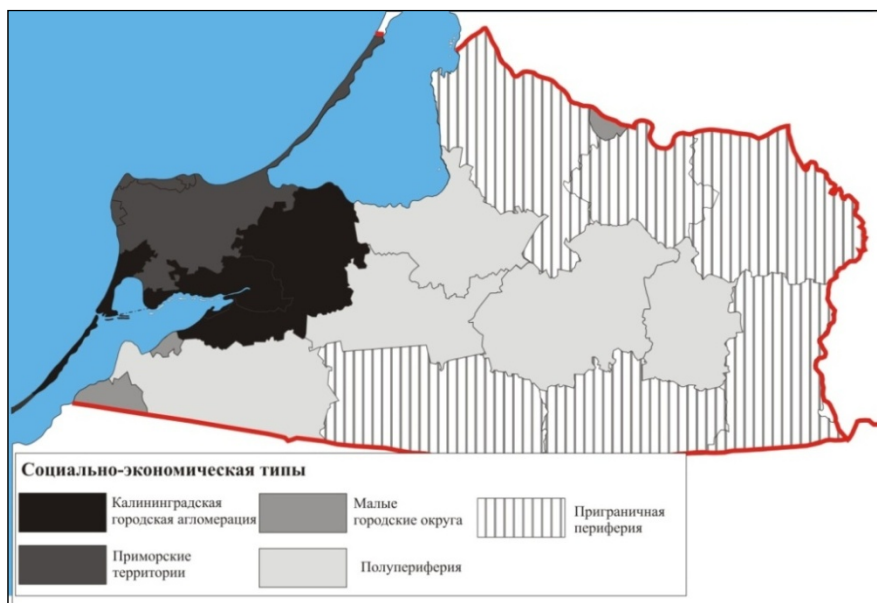 Социально-экономическая типы
Калининградская
городская агломерация
Приморские
территории
Малые
городские округа
Полупериферия
Приграничная
периферия